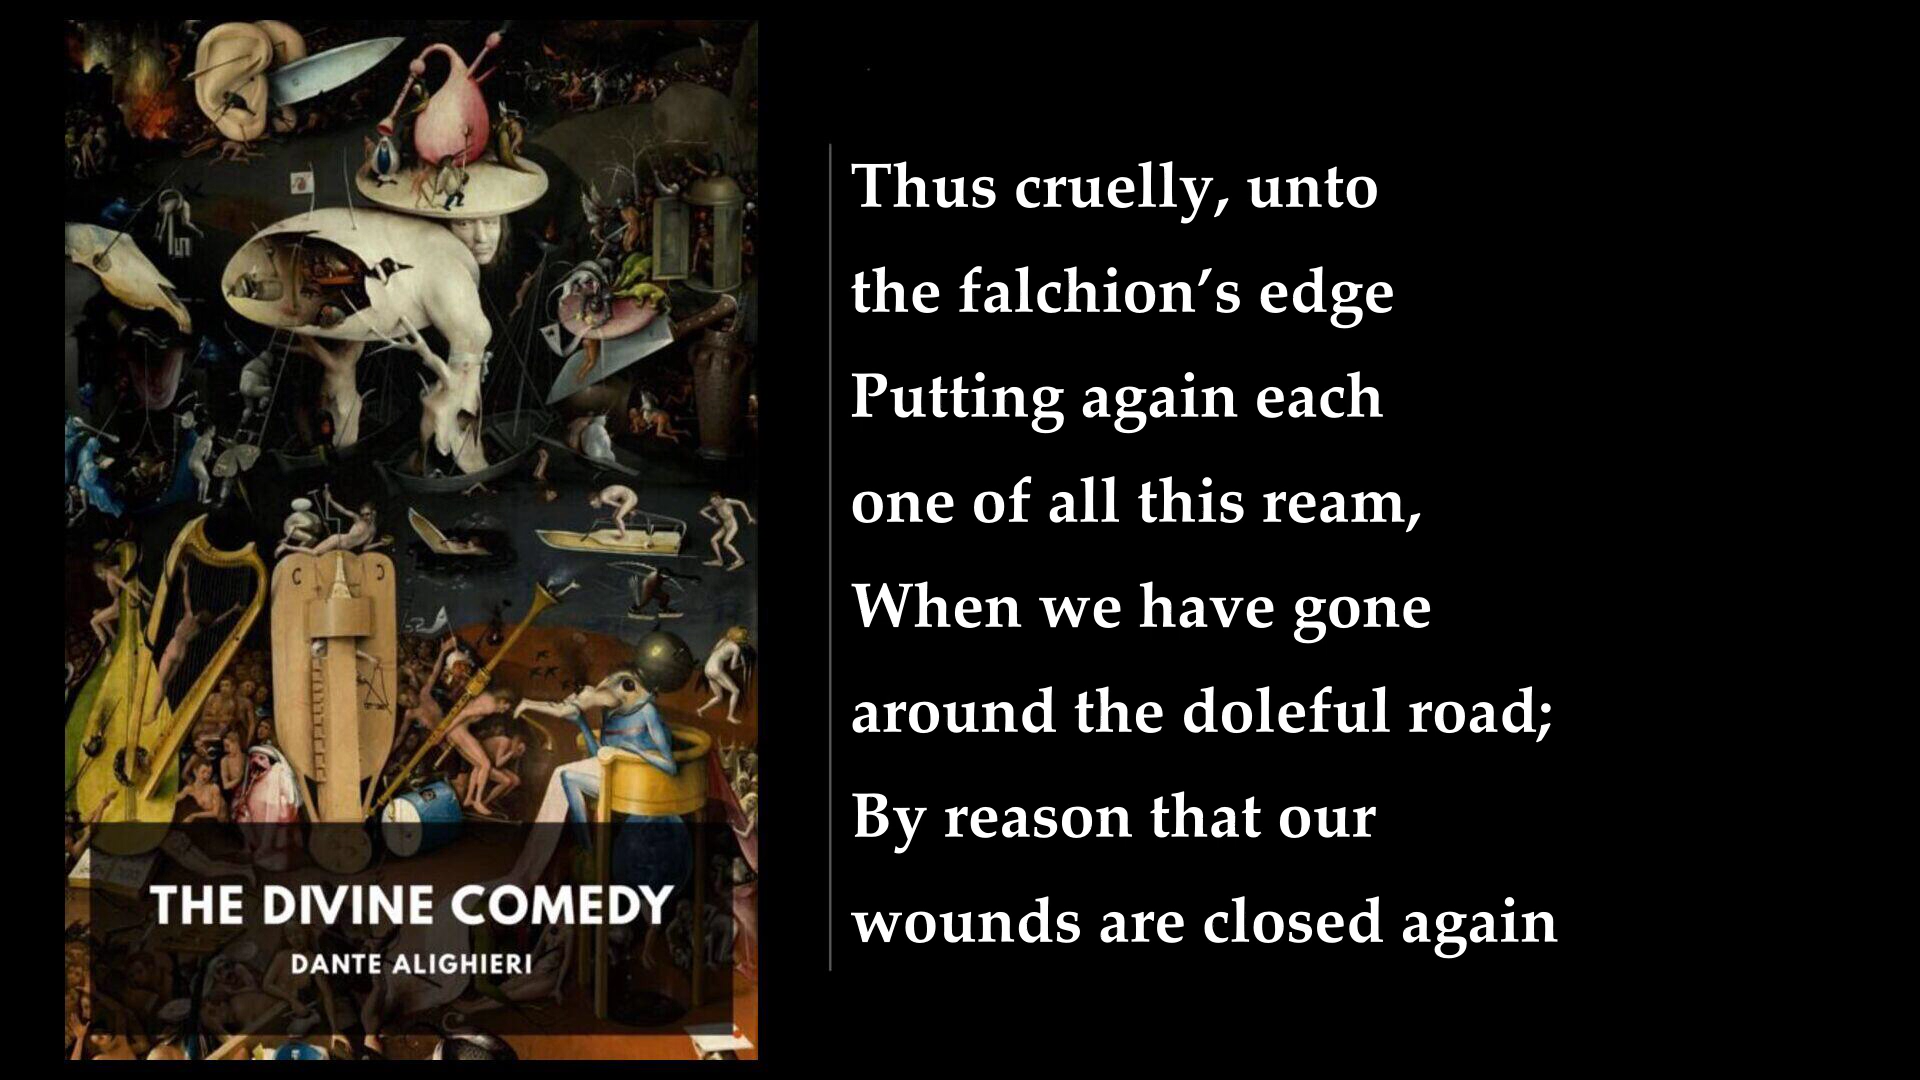 THE DIVINE COMEDY
DANTE ALIGHIERI
Thus cruelly, unto
the falchion’s edge
Putting again each
one of all this ream,
When we have gone
around the doleful road;
By reason that our
wounds are closed again